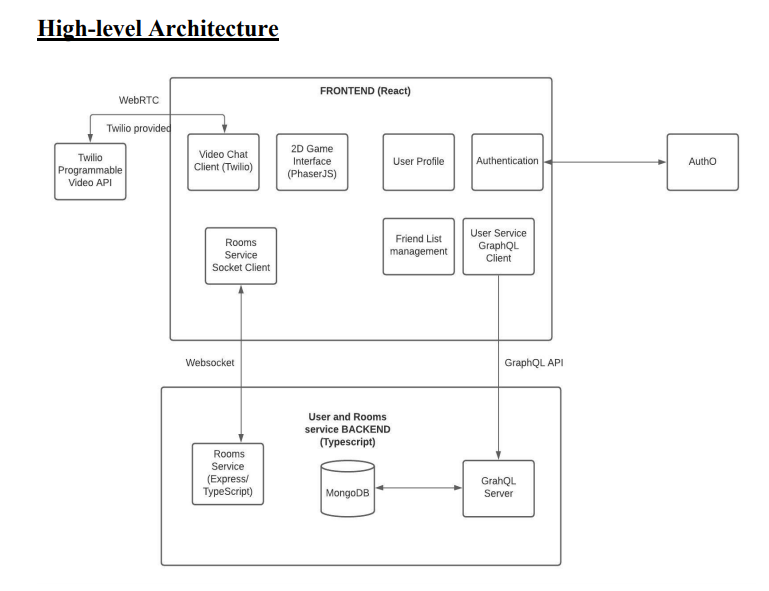 High-level Architecture
FRONTEND (React)
WebRTC
Twilio provided
Twilio
Programmable
Video API
Video Chat
Client (Twilio)
2D Game
Interface
(PhaserJS)
User Profile
Authentication
AuthO
Rooms
Service
Socket Client
Friend List
management
User Service
GraphQL
Client
Websocket
GraphQL API
User and Rooms
service BACKEND
(Typescript)
Rooms
Service
(Express/
TypeScript)
MongoDB
GrahQL
Server